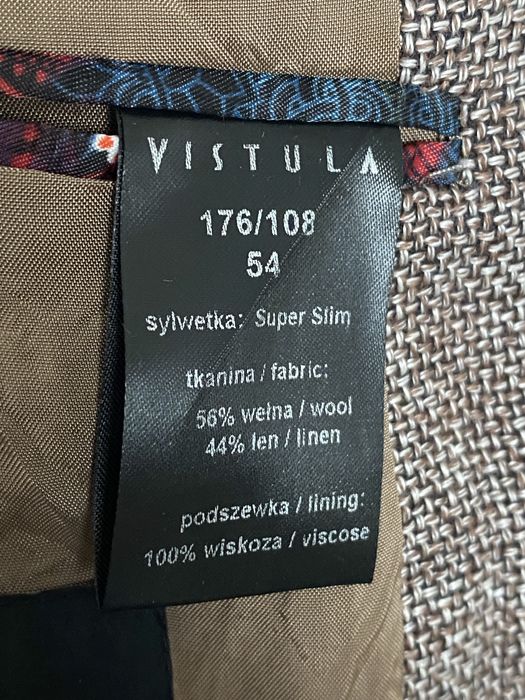 VISTULA
176/108
54
sylwetka: Super Slim
tkanina / fabric:
56% wełna / wool
44% len / linen
podszewka / lining:
100% wiskoza / viscose